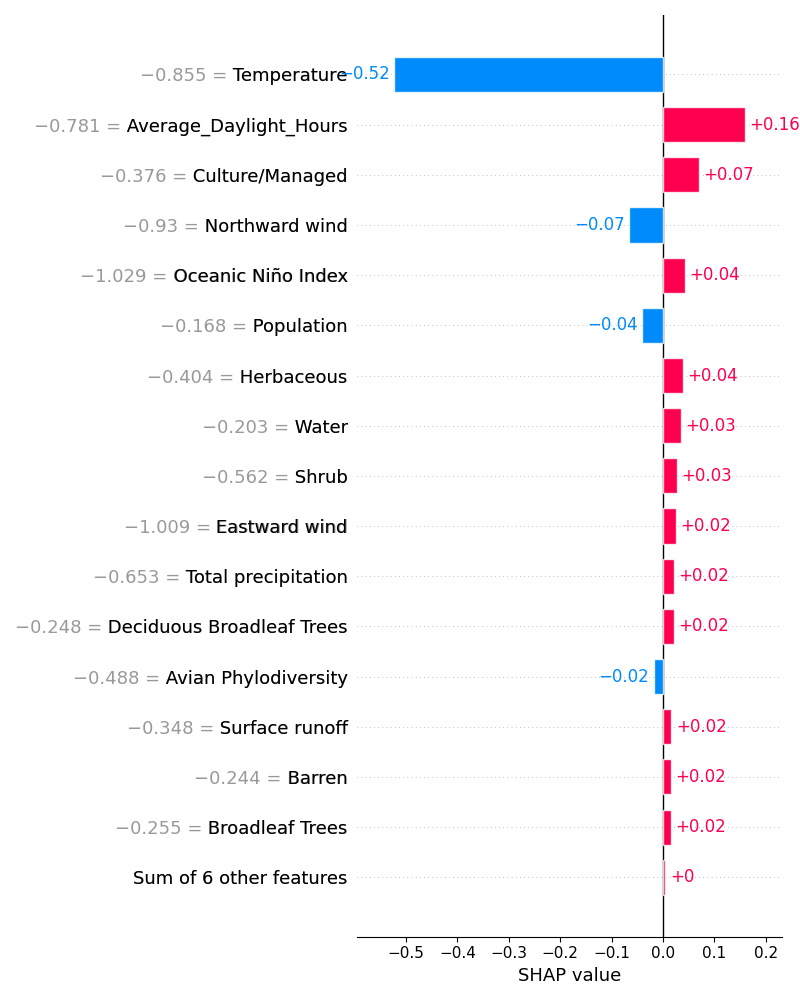 −0.855 = Temperature −0.52
−0.781 = Average_Daylight_Hours +0.16
−0.376 = Culture/Managed +0.07
−0.93 = Northward wind −0.07
−1.029 = Oceanic Niño Index +0.04
−0.168 = Population −0.04
−0.404 = Herbaceous +0.04
−0.203 = Water +0.03
−0.562 = Shrub +0.03
−1.009 = Eastward wind +0.02
−0.653 = Total precipitation +0.02
−0.248 = Deciduous Broadleaf Trees +0.02
−0.488 = Avian Phylodiversity −0.02
−0.348 = Surface runoff +0.02
−0.244 = Barren +0.02
−0.255 = Broadleaf Trees +0.02
Sum of 6 other features +0
−0.5 −0.4 −0.3 −0.2 −0.1 0.0 0.1 0.2
SHAP value